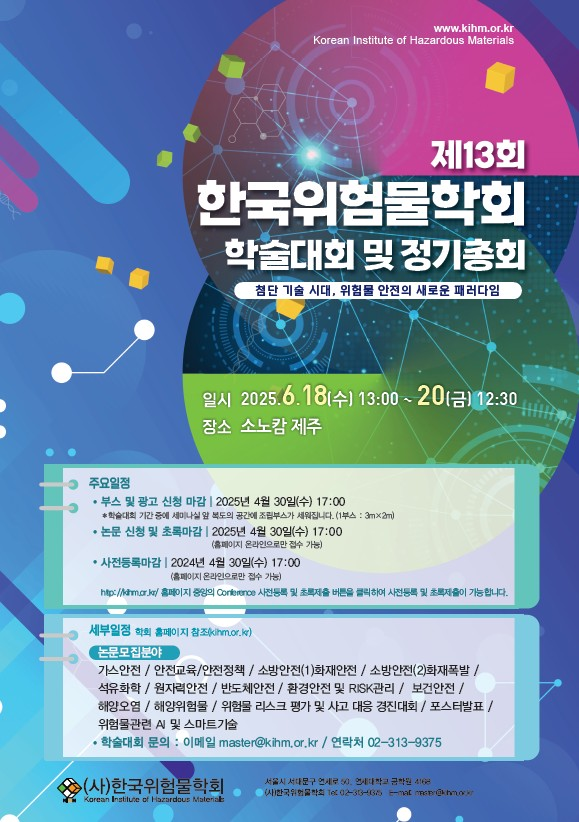 www.kihm.or.kr
Korean Institute of Hazardous Materials
제13회
한국위험물학회
학술대회 및 정기총회
첨단 기술 시대, 위험물 안전의 새로운 패러다임
일시 2025.6.18(수) 13:00 ~ 20(금) 12:30
장소 소노캄 제주
주요일정
• 부스 및 광고 신청 마감 | 2025년 4월 30일(수) 17:00
*학술대회 기간 중에 세미나실 앞 복도의 공간에 조립부스가 세워집니다. (1부스 : 3m×2m)
• 논문 신청 및 초록마감 | 2025년 4월 30일(수) 17:00
(홈페이지 온라인으로만 접수 가능)
• 사전등록마감 | 2024년 4월 30일(수) 17:00
(홈페이지 온라인으로만 접수 가능)
http://kihm.or.kr/ 홈페이지 중앙의 Conference 사전등록 및 초록제출 버튼을 클릭하여 사전등록 및 초록제출이 가능합니다.
세부일정 학회 홈페이지 참조(kihm.or.kr)
논문모집분야
가스안전 / 안전교육/안전정책 / 소방안전(1)화재안전 / 소방안전(2)화재폭발 /
석유화학 / 원자력안전 / 반도체안전 / 환경안전 및 RISK관리 / 보건안전 /
해양오염 / 해양위험물 / 위험물 리스크 평가 및 사고 대응 경진대회 / 포스터발표 /
위험물관련 AI 및 스마트기술
• 학술대회 문의 : 이메일 master@kihm.or.kr / 연락처 02-313-9375
(사)한국위험물학회
Korean Institute of Hazardous Materials
서울시 서대문구 연세로 50, 연세대학교 공학원 416B
(사)한국위험물학회 Tel. 02-313-9375 E-mail. master@kihm.or.kr